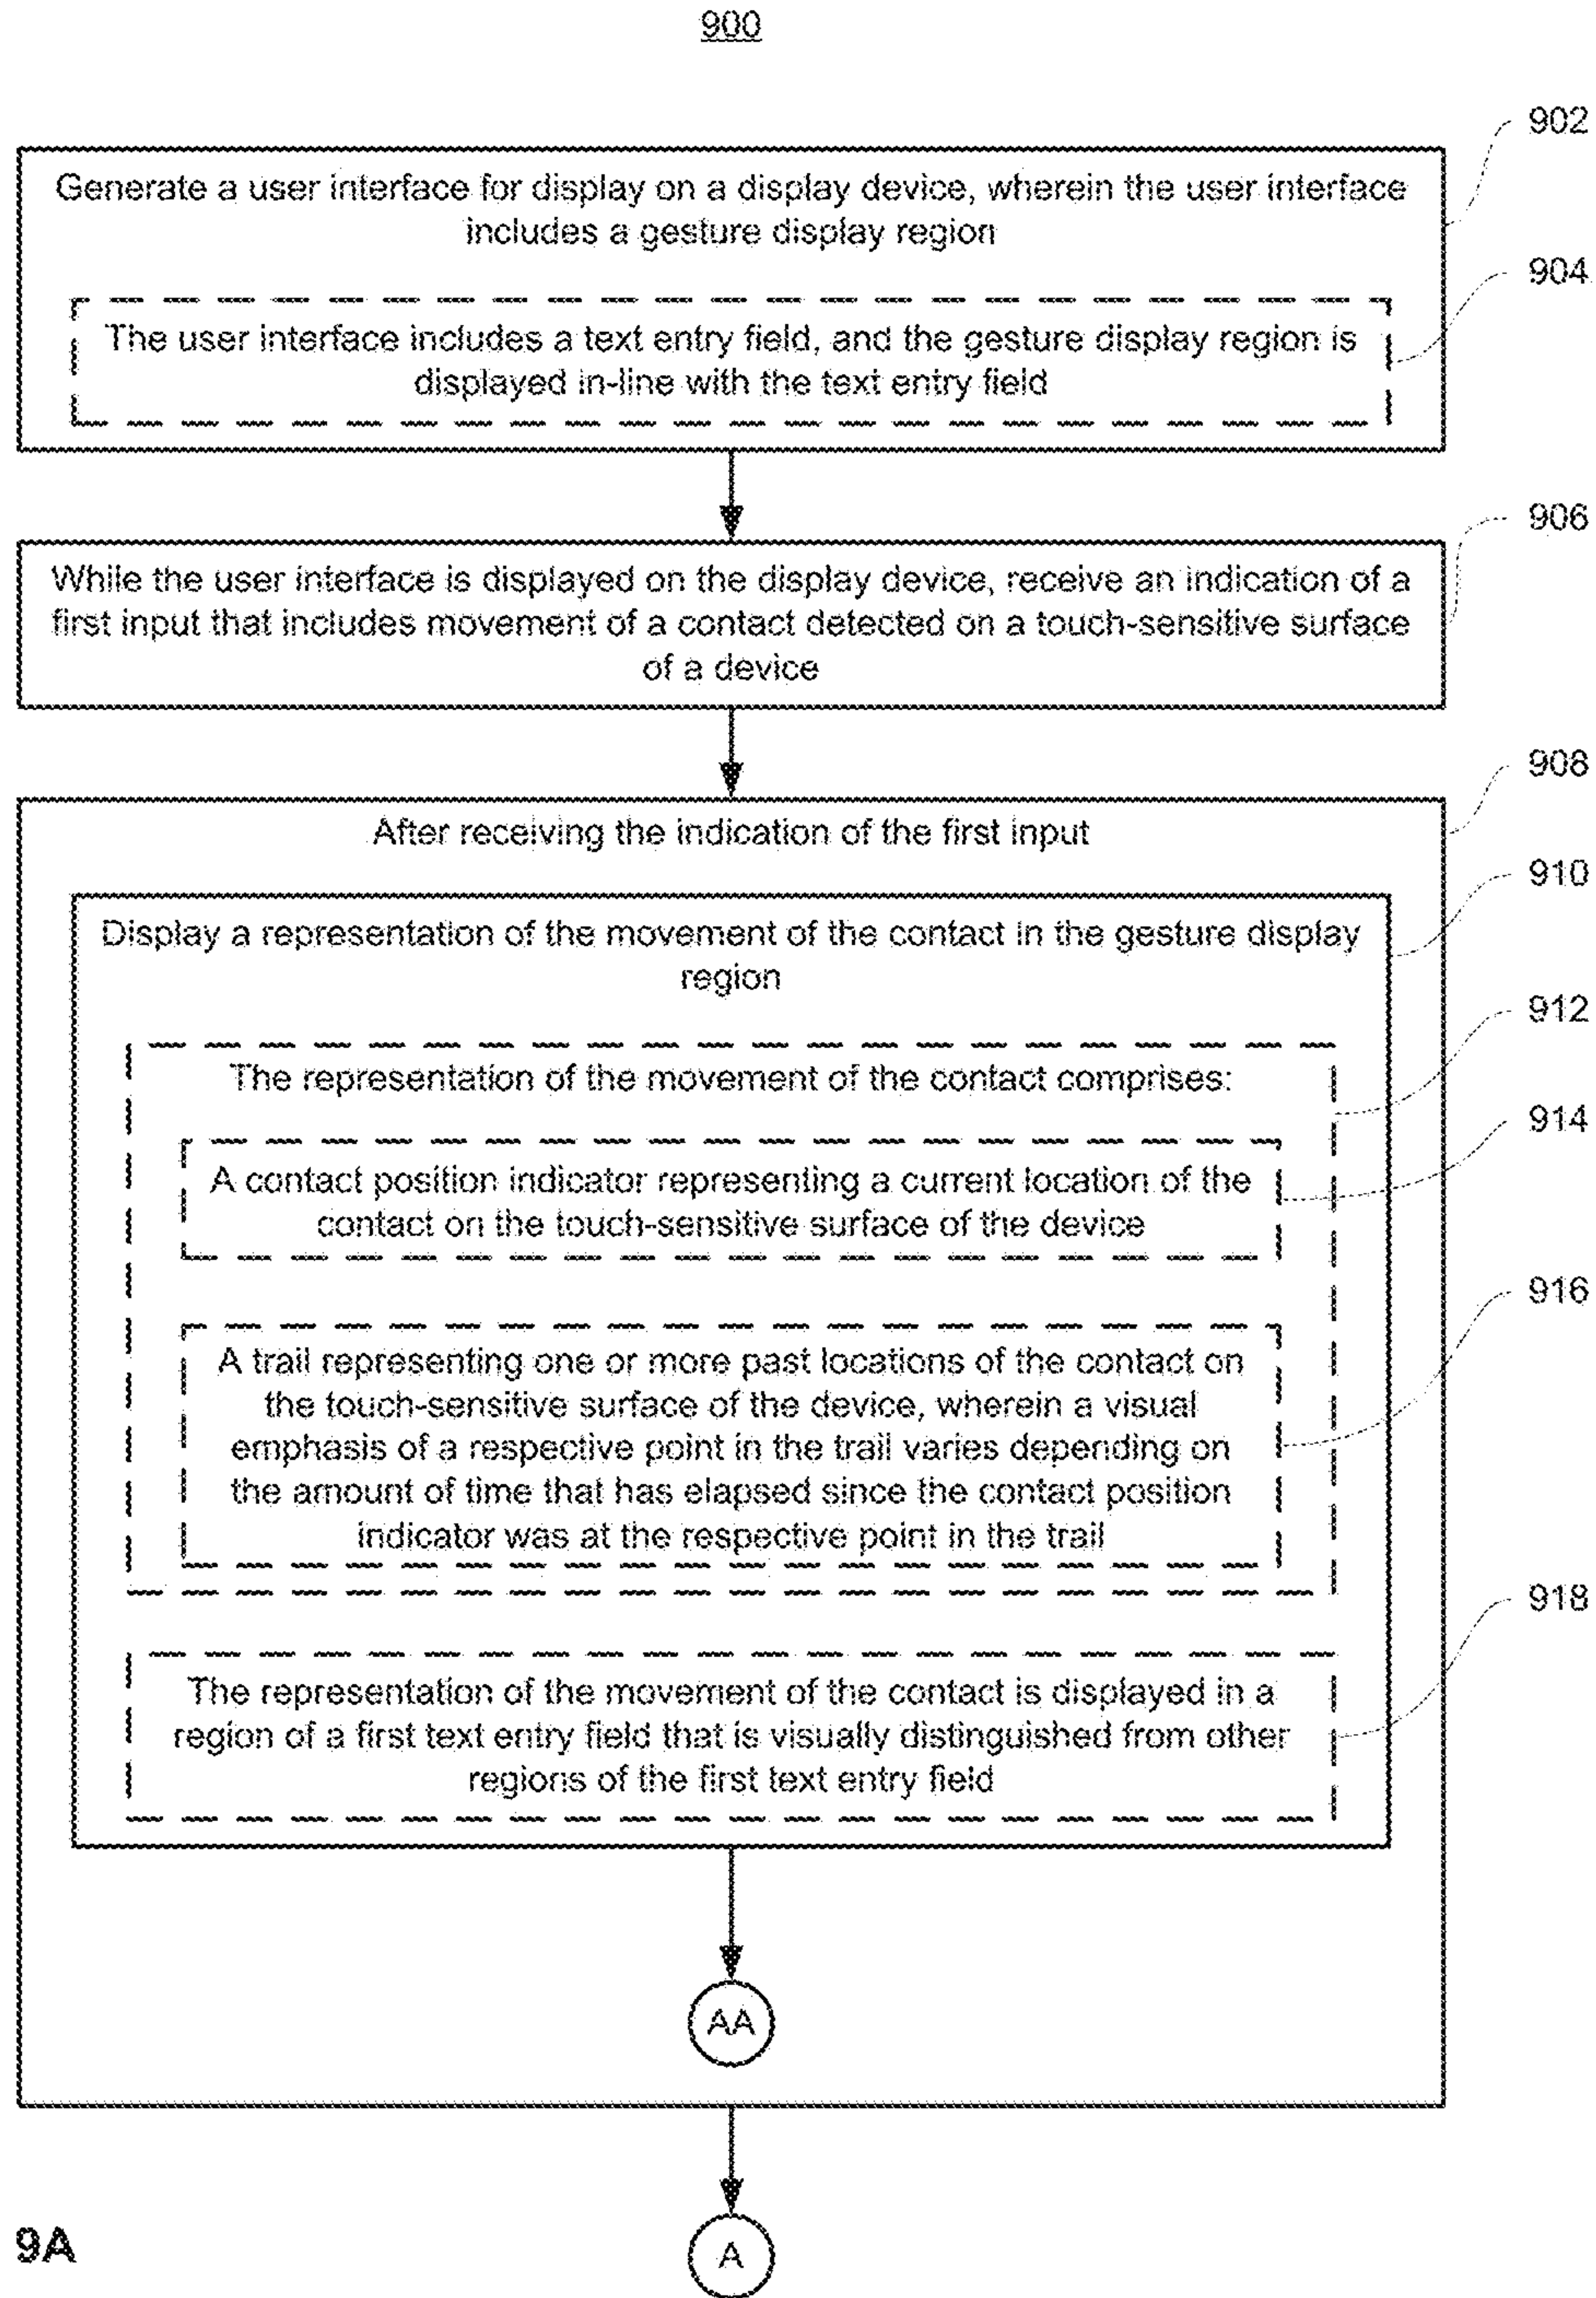 900
902
Generate a user interface for display on a display device, wherein the user interface
includes a gesture display region
904
The user interface includes a text entry field, and the gesture display region is
displayed in-line with the text entry field
906
While the user interface is displayed on the display device, receive an indication of a
first input that includes movement of a contact detected on a touch-sensitive surface
of a device
908
After receiving the indication of the first input
910
Display a representation of the movement of the contact in the gesture display
region
912
The representation of the movement of the contact comprises:
914
A contact position indicator representing a current location of the
contact on the touch-sensitive surface of the device
916
A trail representing one or more past locations of the contact on
the touch-sensitive surface of the device, wherein a visual
emphasis of a respective point in the trail varies depending on
the amount of time that has elapsed since the contact position
indicator was at the respective point in the trail
918
The representation of the movement of the contact is displayed in a
region of a first text entry field that is visually distinguished from other
regions of the first text entry field
AA
9A
A